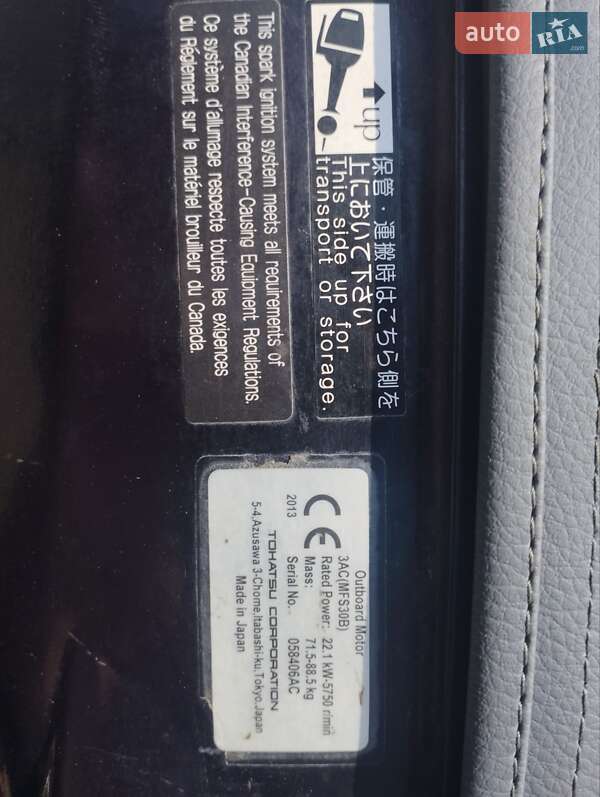 auto RIA.com
up
保管・運搬時はこちら側を
上において下さい
This side up for
transport or storage.
This spark ignition system meets all requirements of
the Canadian Interference-Causing Equipment Regulations.
Ce système d'allumage respecte toutes les exigences
du Règlement sur le matériel brouilleur du Canada.
Outboard Motor
3AC(MFS30B)
Rated Power: 22.1 kW-5750 r/min
Mass: 71.5-88.5 kg
CE
Serial No. 058406AC
2013
TOHATSU CORPORATION
5-4,Azusawa 3-Chome,Itabashi-ku,Tokyo,Japan
Made in Japan